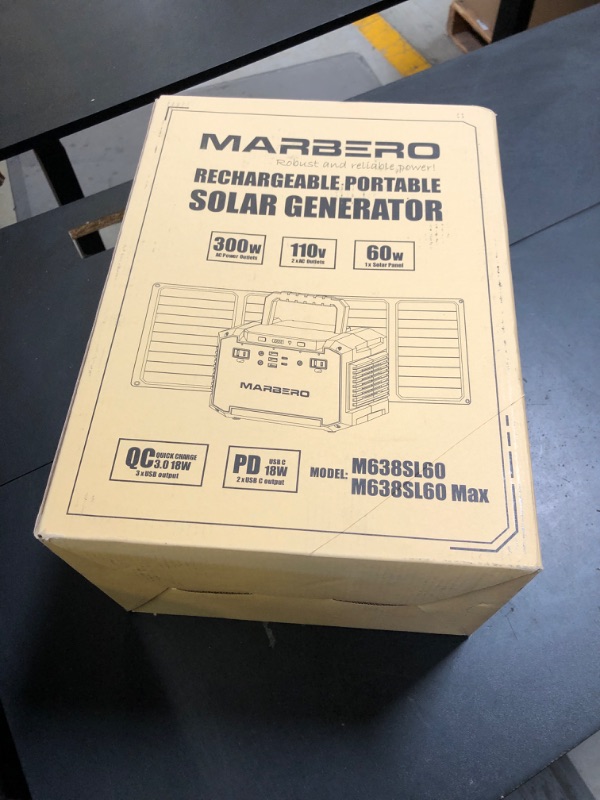 MARBERO
Robust and reliable power!
RECHARGEABLE PORTABLE
SOLAR GENERATOR
300W
AC Power Outlets
110V
2 x AC Outlets
60W
1 x Solar Panel
MARBERO
QC QUICK CHARGE
3.0 18W
3 x USB output
PD USB C
18W
2 x USB C output
MODEL: M638SL60
M638SL60 Max